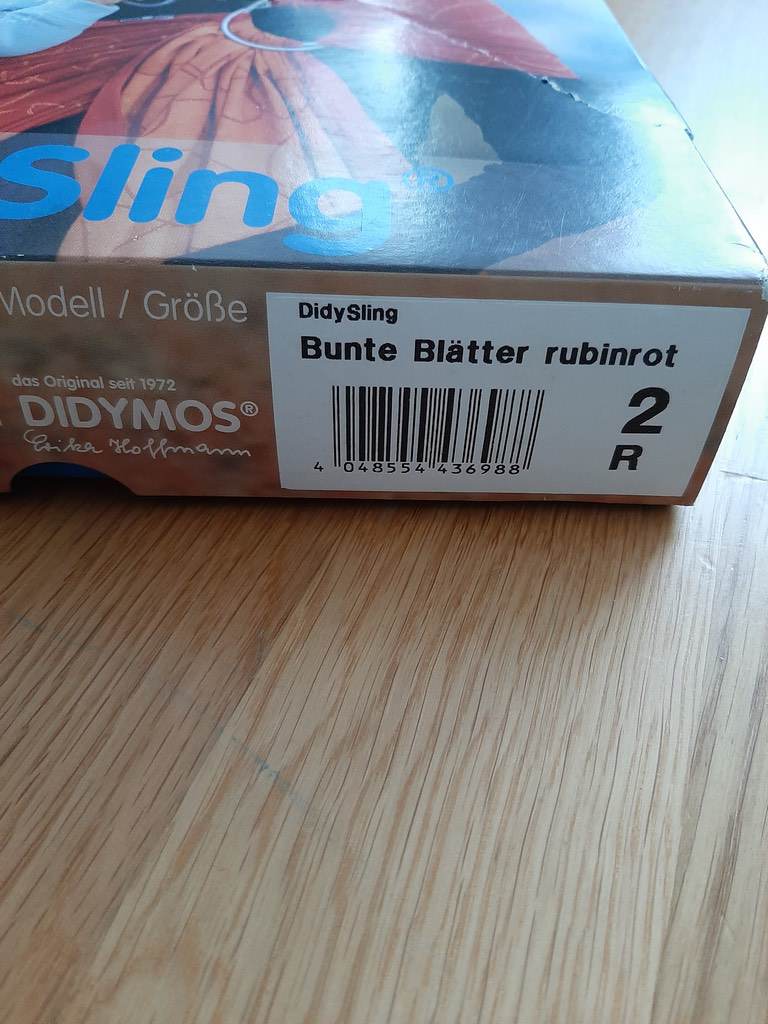 Sling®
Modell / Größe
das Original seit 1972
DIDYMOS®
Erika Hoffmann
DidySling
Bunte Blätter rubinrot
2
R
4 048554 436988